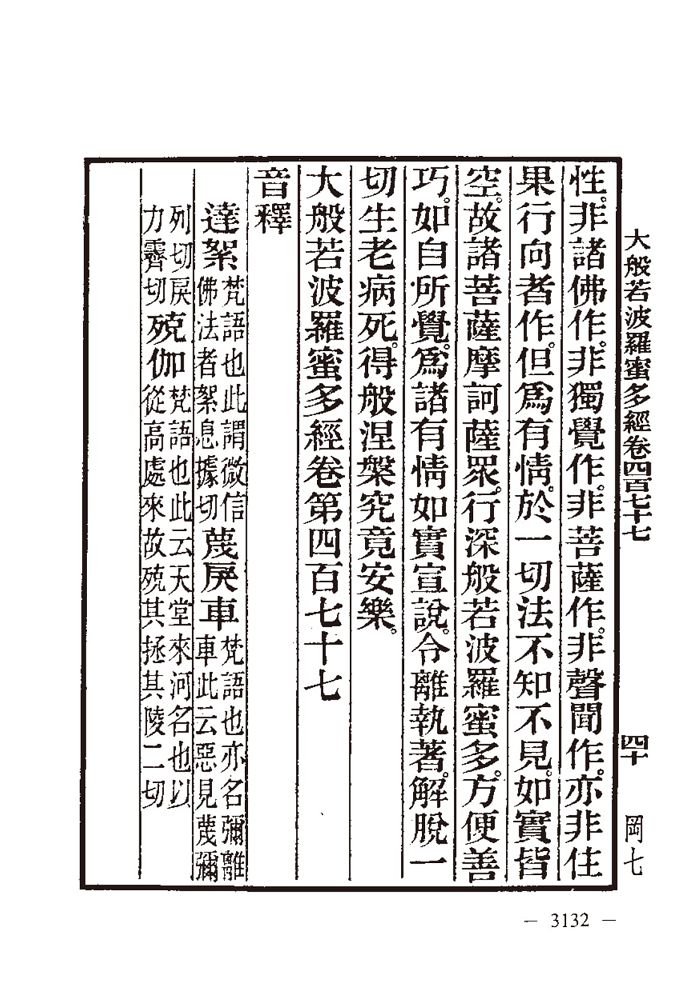 大般若波羅蜜多經卷四百七十七
四十
岡七
性。非諸佛作。非獨覺作。非菩薩作。非聲聞作。亦非住
果行向者作。但爲有情。於一切法不知不見。如實皆
空。故諸菩薩摩訶薩眾。行深般若波羅蜜多。方便善
巧。如自所覺。爲諸有情如實宣說。令離執著。解脫一
切生老病死。得般涅槃究竟安樂。
大般若波羅蜜多經卷第四百七十七
音釋
達絮梵語也此謂微信
佛法者絮息據切蔑戾車梵語也亦名彌離
車此云惡見蔑彌
列切戾
力霽切殑伽梵語也此云天堂來河名也以
從高處來故殑其拯其陵二切
— 3132 —